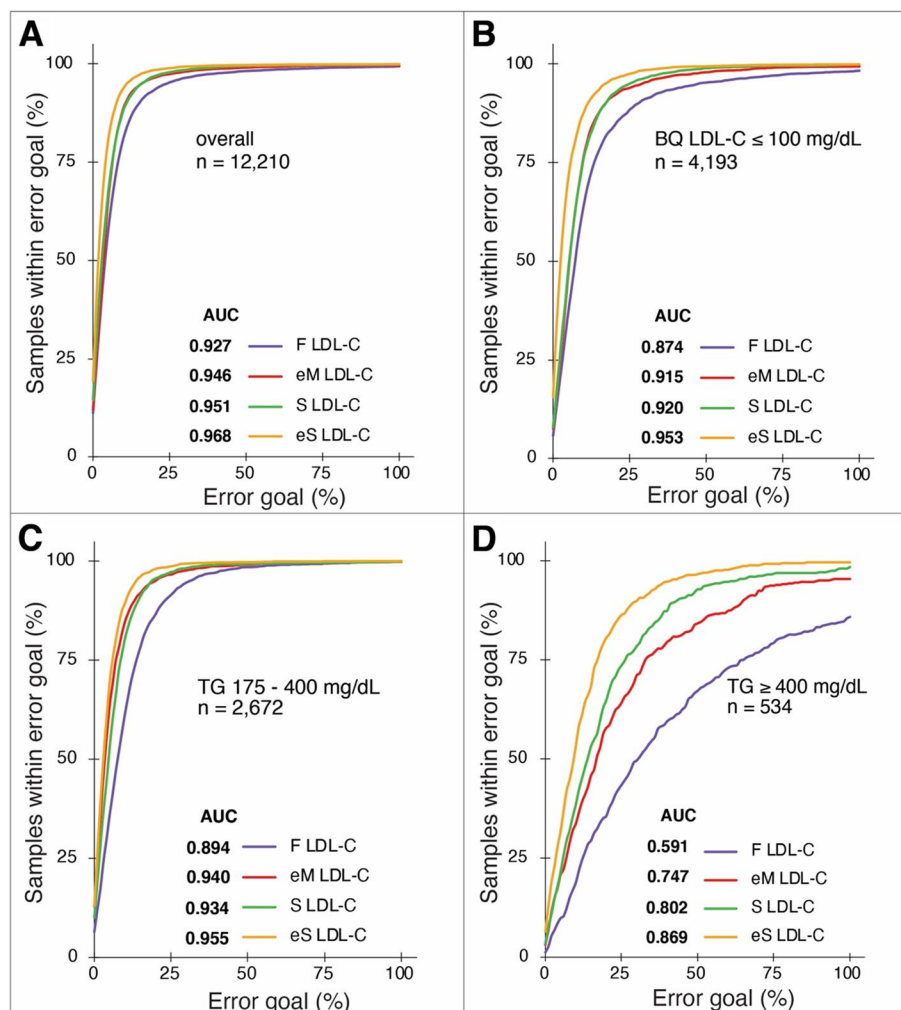 A
Samples within error goal (%)
100
75
50
25
0
overall
n = 12,210
AUC
0.927 F LDL-C
0.946 eM LDL-C
0.951 S LDL-C
0.968 eS LDL-C
0 25 50 75 100
Error goal (%)
B
Samples within error goal (%)
100
75
50
25
0
BQ LDL-C ≤ 100 mg/dL
n = 4,193
AUC
0.874 F LDL-C
0.915 eM LDL-C
0.920 S LDL-C
0.953 eS LDL-C
0 25 50 75 100
Error goal (%)
C
Samples within error goal (%)
100
75
50
25
0
TG 175 - 400 mg/dL
n = 2,672
AUC
0.894 F LDL-C
0.940 eM LDL-C
0.934 S LDL-C
0.955 eS LDL-C
0 25 50 75 100
Error goal (%)
D
Samples within error goal (%)
100
75
50
25
0
TG ≥ 400 mg/dL
n = 534
AUC
0.591 F LDL-C
0.747 eM LDL-C
0.802 S LDL-C
0.869 eS LDL-C
0 25 50 75 100
Error goal (%)